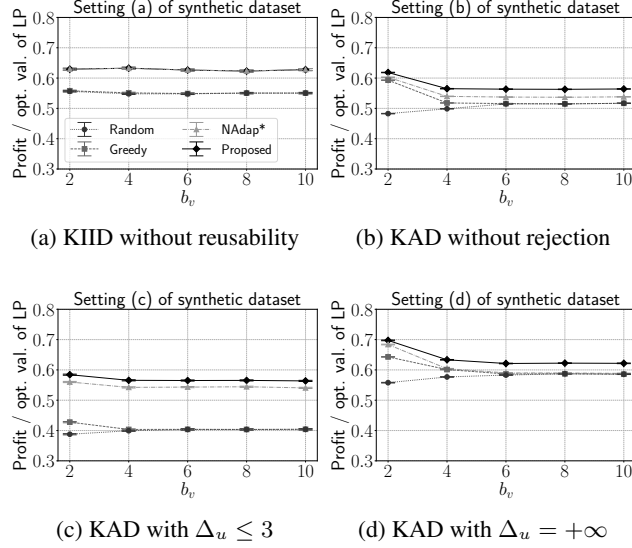 Setting (a) of synthetic dataset
Profit / opt. val. of LP
0.8
0.7
0.6
0.5
0.4
0.3
Random
Greedy
NAdap*
Proposed
2 4 6 8 10
b_v
(a) KIID without reusability
Setting (b) of synthetic dataset
Profit / opt. val. of LP
0.8
0.7
0.6
0.5
0.4
0.3
2 4 6 8 10
b_v
(b) KAD without rejection
Setting (c) of synthetic dataset
Profit / opt. val. of LP
0.8
0.7
0.6
0.5
0.4
0.3
2 4 6 8 10
b_v
(c) KAD with Δ_u ≤ 3
Setting (d) of synthetic dataset
Profit / opt. val. of LP
0.8
0.7
0.6
0.5
0.4
0.3
2 4 6 8 10
b_v
(d) KAD with Δ_u = +∞